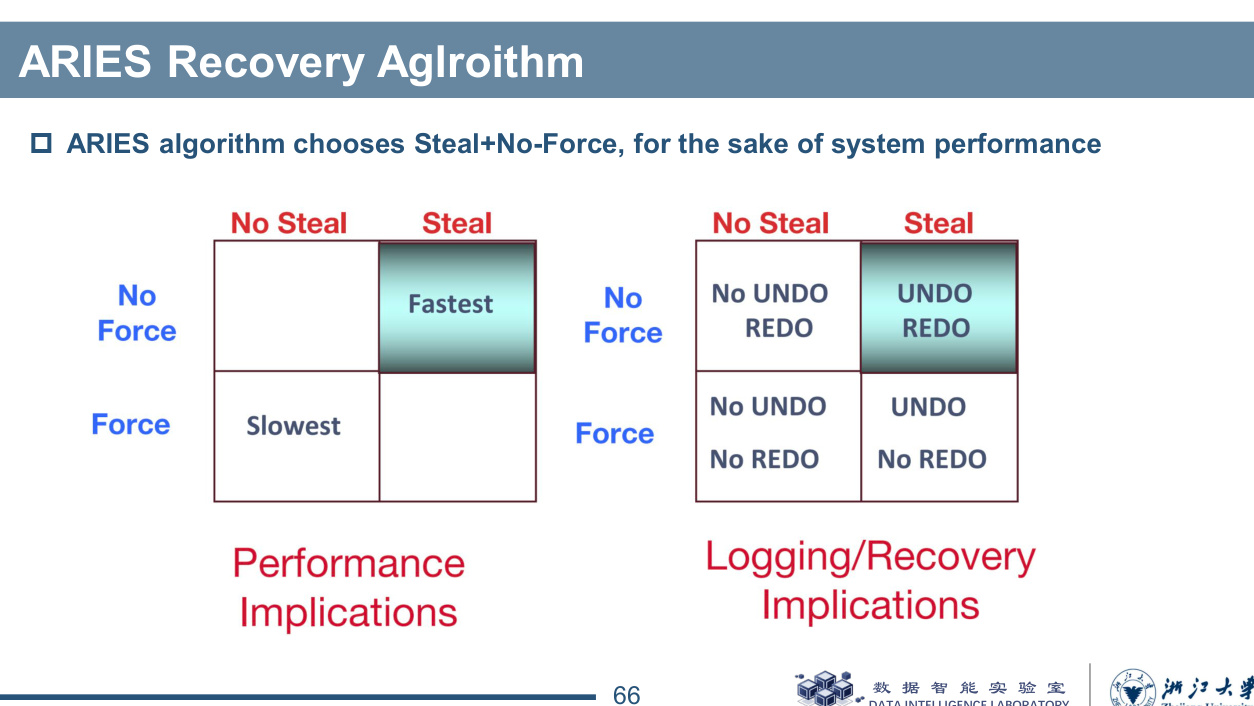 ARIES Recovery Aglroithm
ARIES algorithm chooses Steal+No-Force, for the sake of system performance
No Steal Steal
No
Force
Fastest
Force
Slowest
Performance
Implications
No Steal Steal
No
Force
No UNDO
REDO
UNDO
REDO
Force
No UNDO
No REDO
UNDO
No REDO
Logging/Recovery
Implications
66
数据智能实验室
DATA INTELLIGENCE LABORATORY
浙江大学